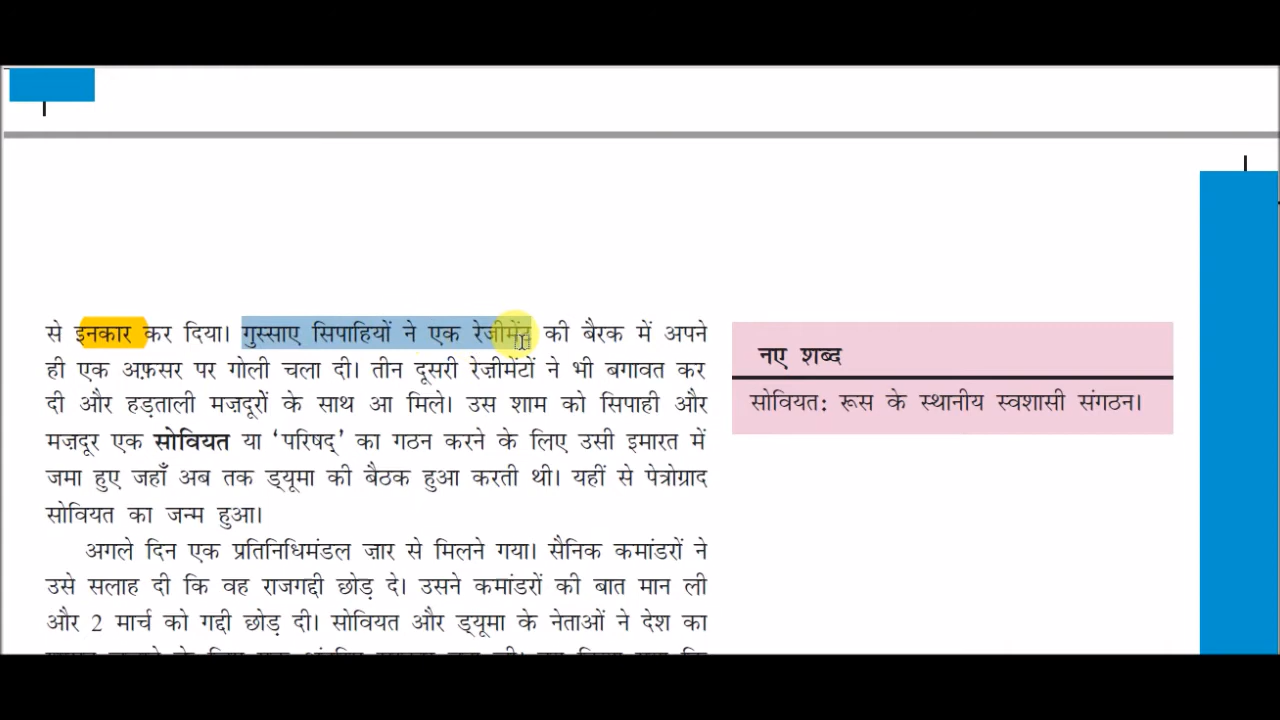 से इनकार कर दिया। गुस्साए सिपाहियों ने एक रेजीमेंट की बैरक में अपने
ही एक अफ़सर पर गोली चला दी। तीन दूसरी रेज़ीमेंटों ने भी बगावत कर
दी और हड़ताली मज़दूरों के साथ आ मिले। उस शाम को सिपाही और
मज़दूर एक सोवियत या ‘परिषद्’ का गठन करने के लिए उसी इमारत में
जमा हुए जहाँ अब तक ड्यूमा की बैठक हुआ करती थी। यहीं से पेत्रोग्राद
सोवियत का जन्म हुआ।
अगले दिन एक प्रतिनिधिमंडल ज़ार से मिलने गया। सैनिक कमांडरों ने
उसे सलाह दी कि वह राजगद्दी छोड़ दे। उसने कमांडरों की बात मान ली
और 2 मार्च को गद्दी छोड़ दी। सोवियत और ड्यूमा के नेताओं ने देश का
नए शब्द
सोवियत: रूस के स्थानीय स्वशासी संगठन।